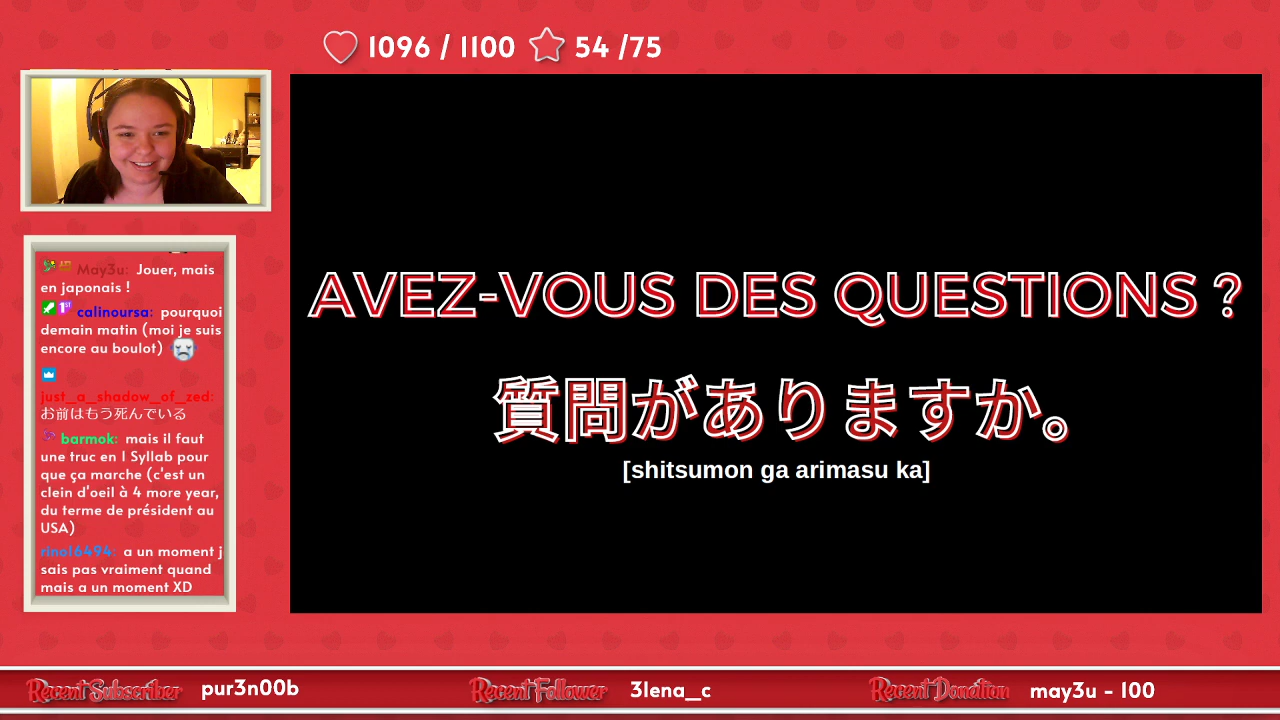 1096 / 1100 54 /75
May3u: Jouer, mais
en japonais !
calinoursa: pourquoi
demain matin (moi je suis
encore au boulot)
just_a_shadow_of_zed:
お前はもう死んでいる
barmok: mais il faut
une truc en 1 Syllab pour
que ça marche (c'est un
clein d'oeil à 4 more year,
du terme de président au
USA)
rino16494: a un moment j
sais pas vraiment quand
mais a un moment XD
AVEZ-VOUS DES QUESTIONS ?
質問がありますか。
[shitsumon ga arimasu ka]
Recent Subscriber pur3n00b
Recent Follower 3lena_c
Recent Donation may3u - 100